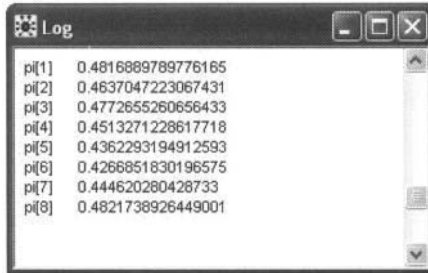 Log
pi[1] 0.4816889789776165
pi[2] 0.4637047223067431
pi[3] 0.4772655260656433
pi[4] 0.4513271228617718
pi[5] 0.4362293194912593
pi[6] 0.4266851830196575
pi[7] 0.444620280428733
pi[8] 0.4821738926449001